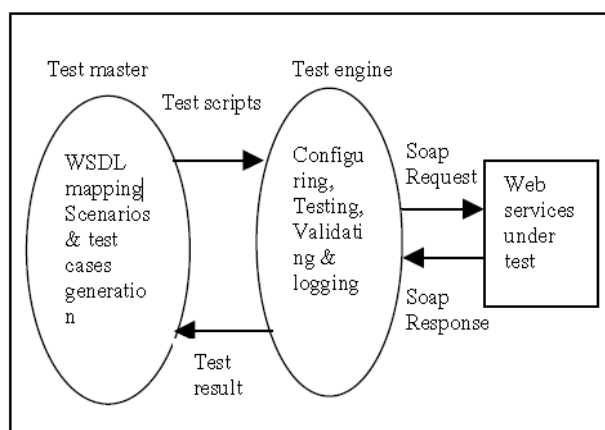 Test master
Test engine
Test scripts
WSDL
mapping
Scenarios
& test
cases
generatio
n
Configu
ring,
Testing,
Validati
ng &
logging
Soap
Request
Web
services
under
test
Soap
Response
Test
result